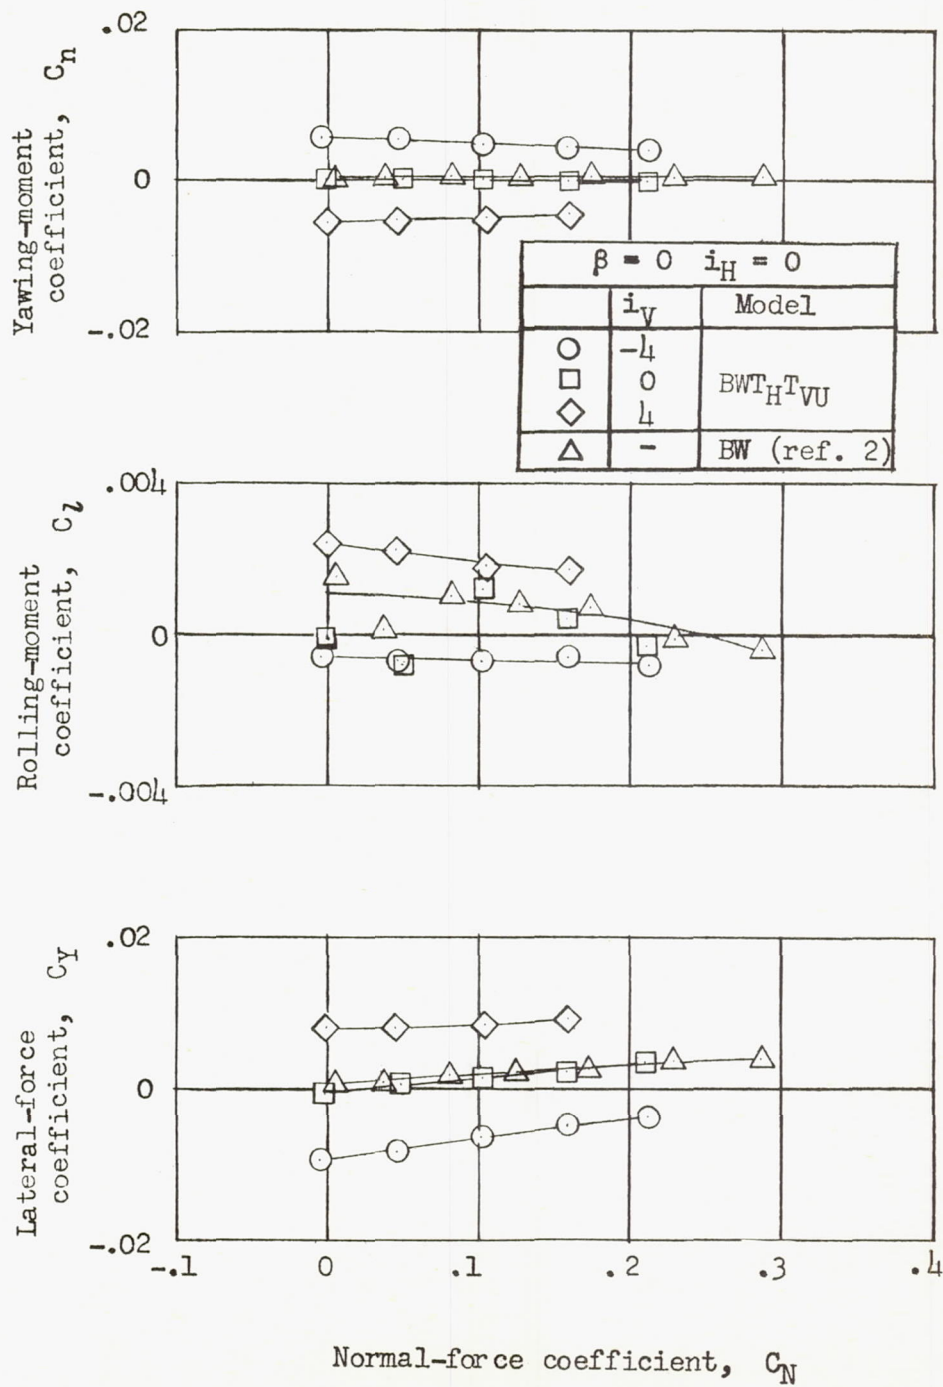 .02
Yawing-moment
coefficient, Cn
0
-.02
β = 0 iH = 0
iV Model
-4
0 BWTHTVU
4
- BW (ref. 2)
.004
Rolling-moment
coefficient, Cl
0
-.004
.02
Lateral-force
coefficient, CY
0
-.02
-.1 0 .1 .2 .3 .4
Normal-force coefficient, CN